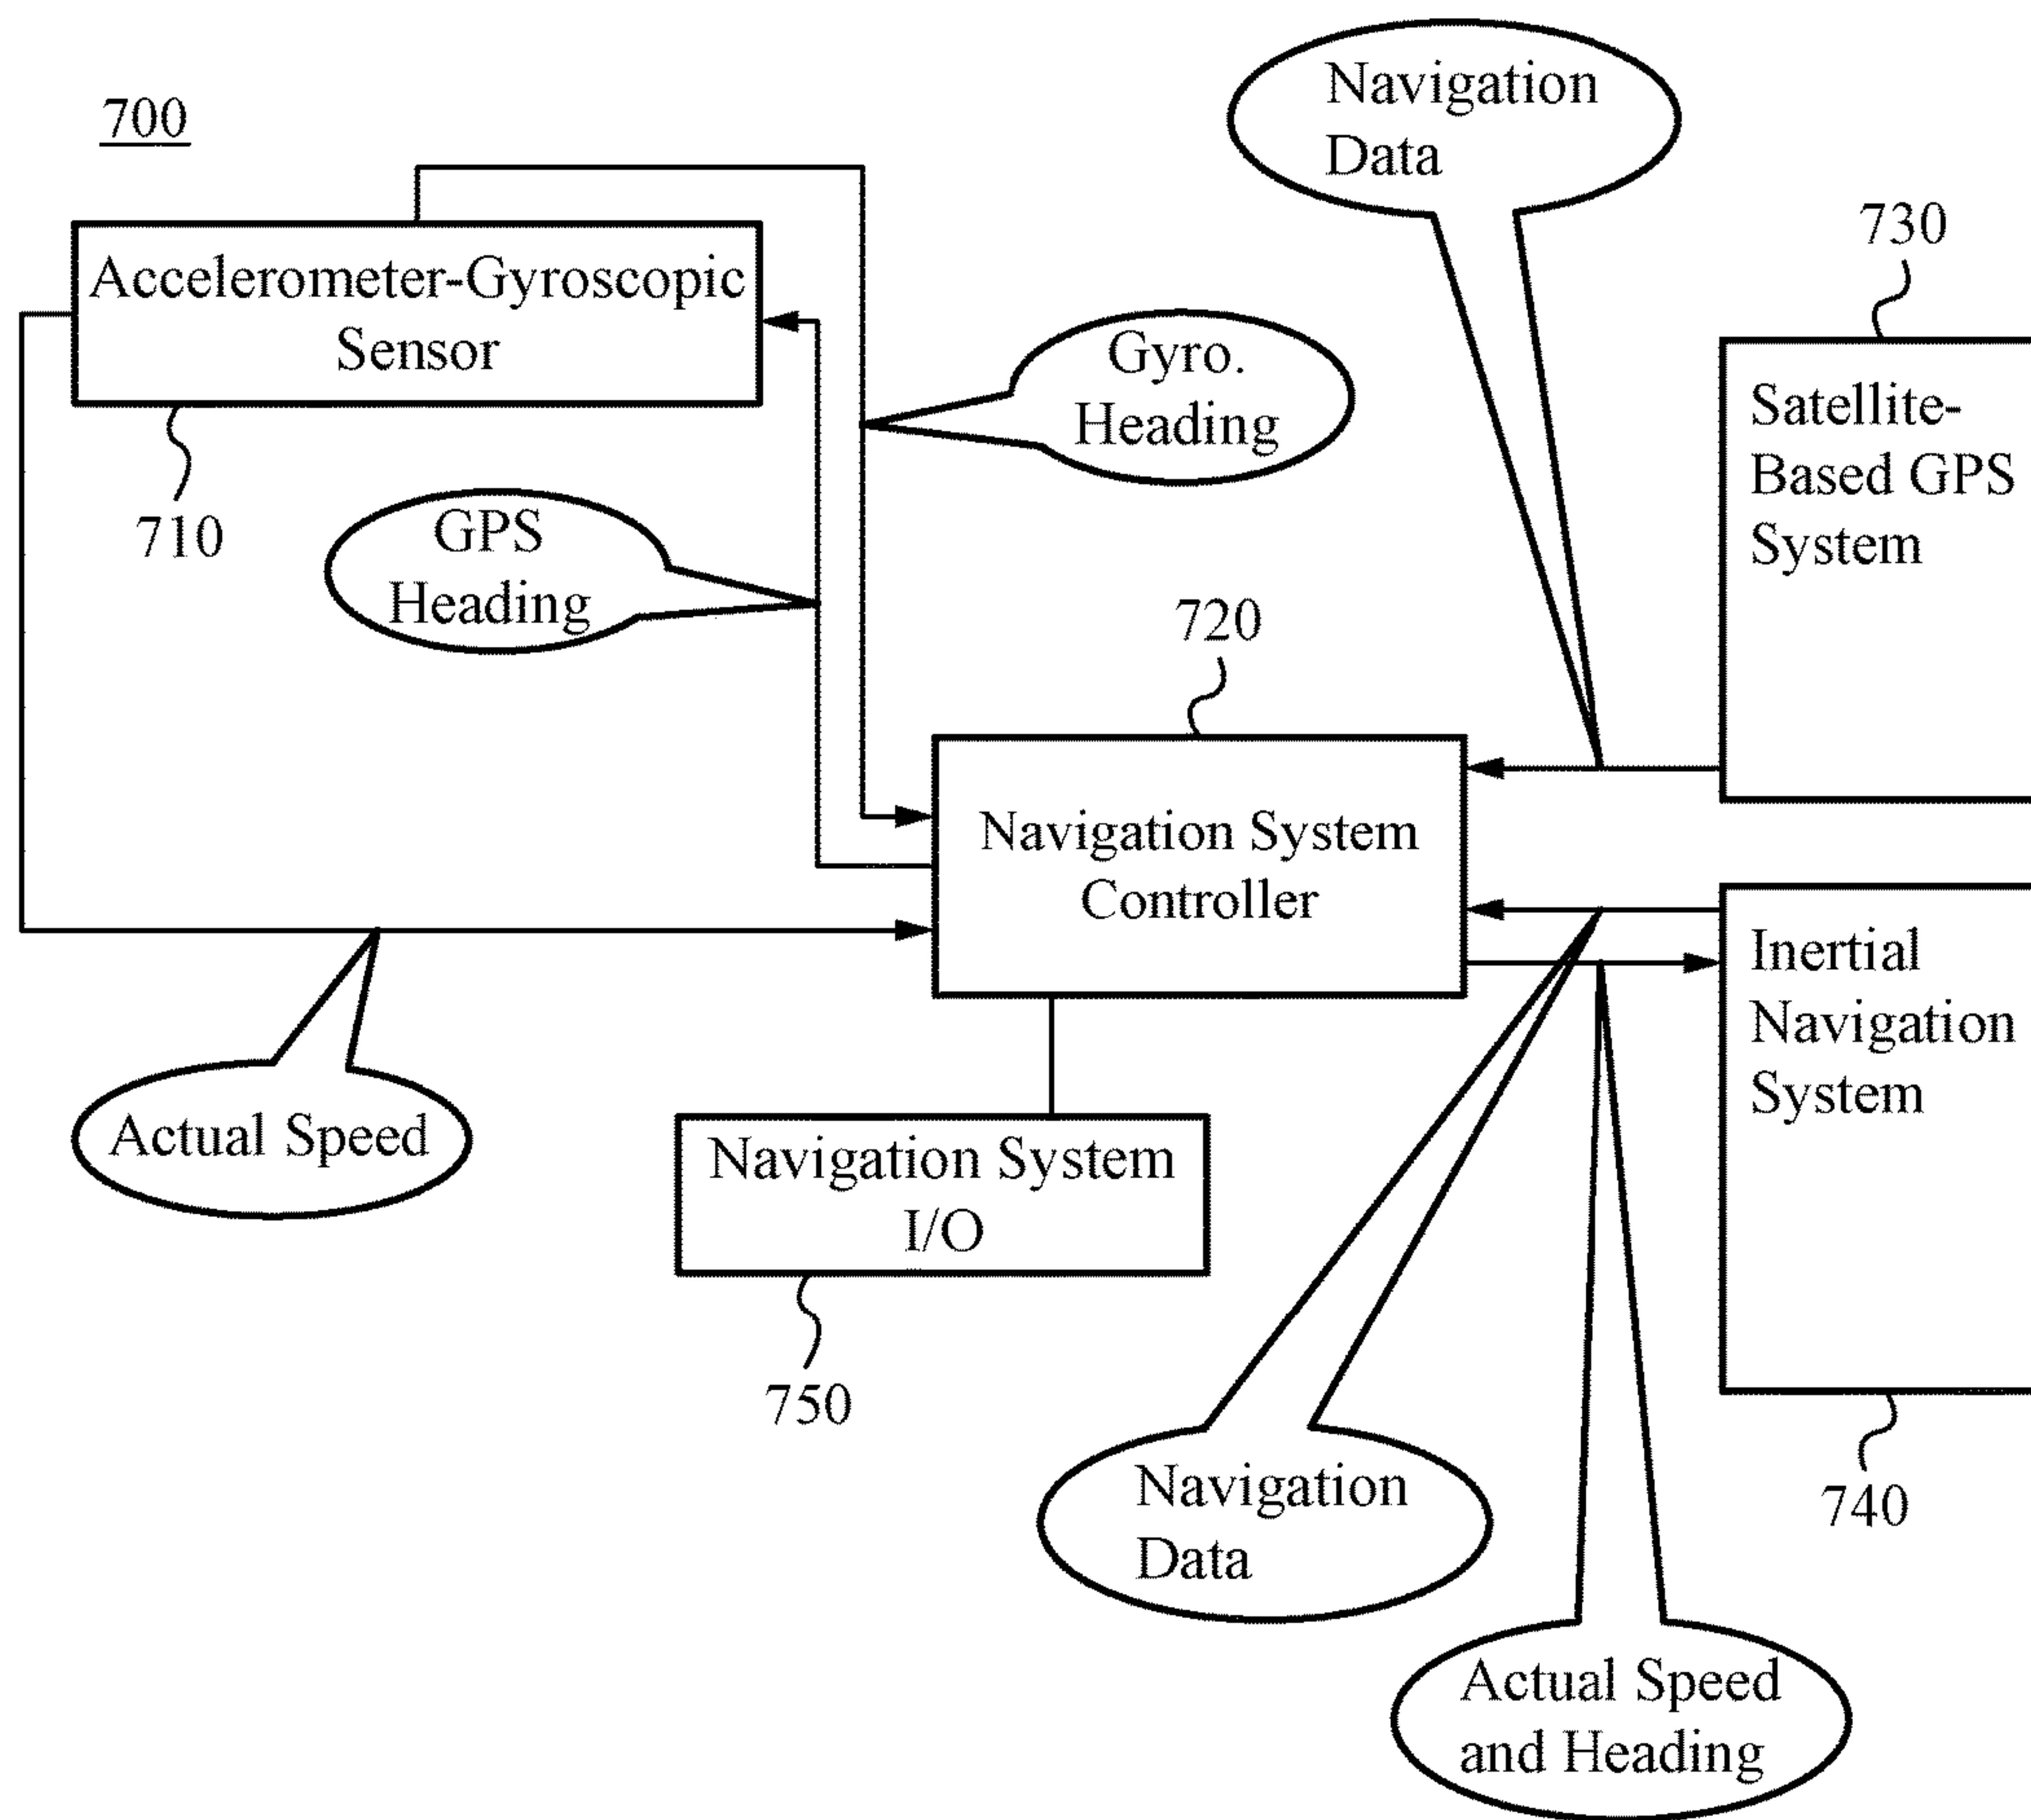 700
Navigation
Data
730
Accelerometer-Gyroscopic
Sensor
710
Gyro.
Heading
GPS
Heading
Satellite-
Based GPS
System
720
Navigation System
Controller
Inertial
Navigation
System
Actual Speed
Navigation System
I/O
750
Navigation
Data
740
Actual Speed
and Heading